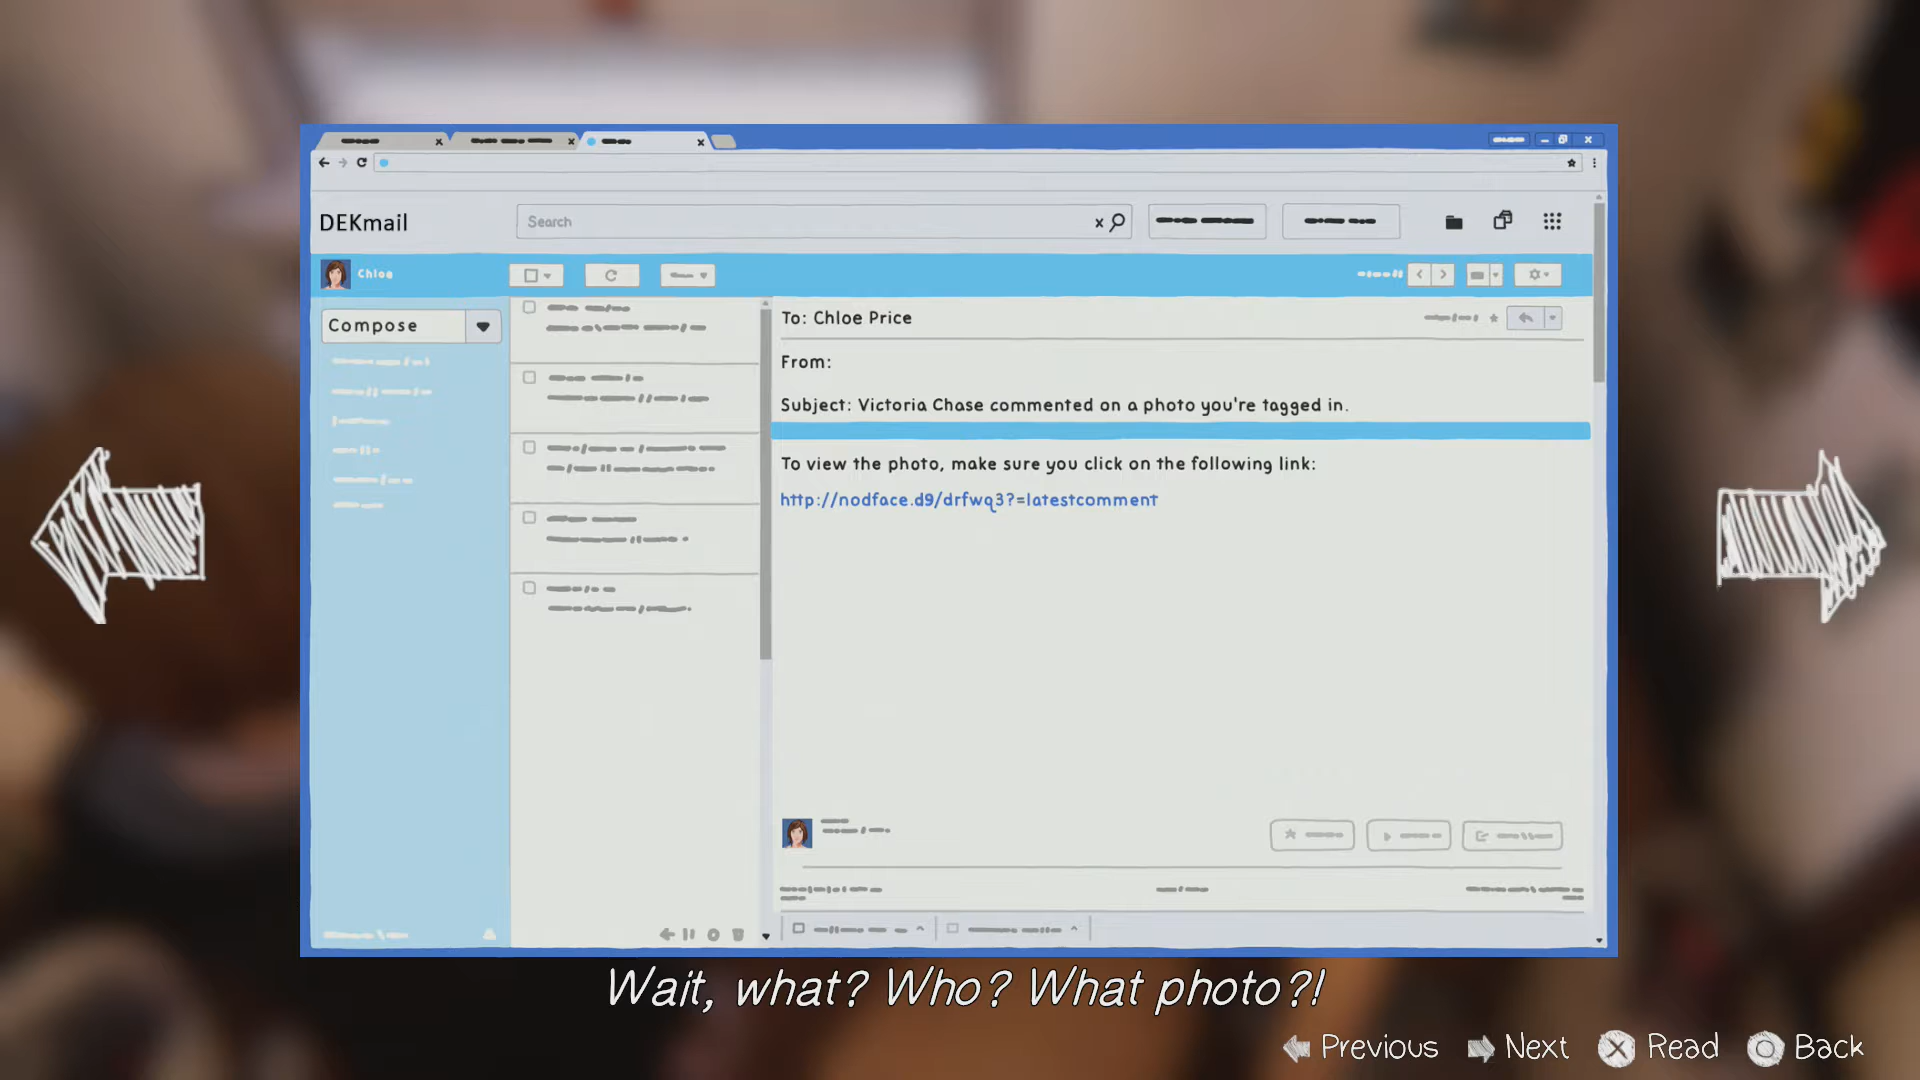 DEKmail
Search
Chloe
Compose
To: Chloe Price
From:
Subject: Victoria Chase commented on a photo you're tagged in.
To view the photo, make sure you click on the following link:
http://nodface.d9/drfwq3?=latestcomment
Wait, what? Who? What photo?!
Previous
Next
Read
Back